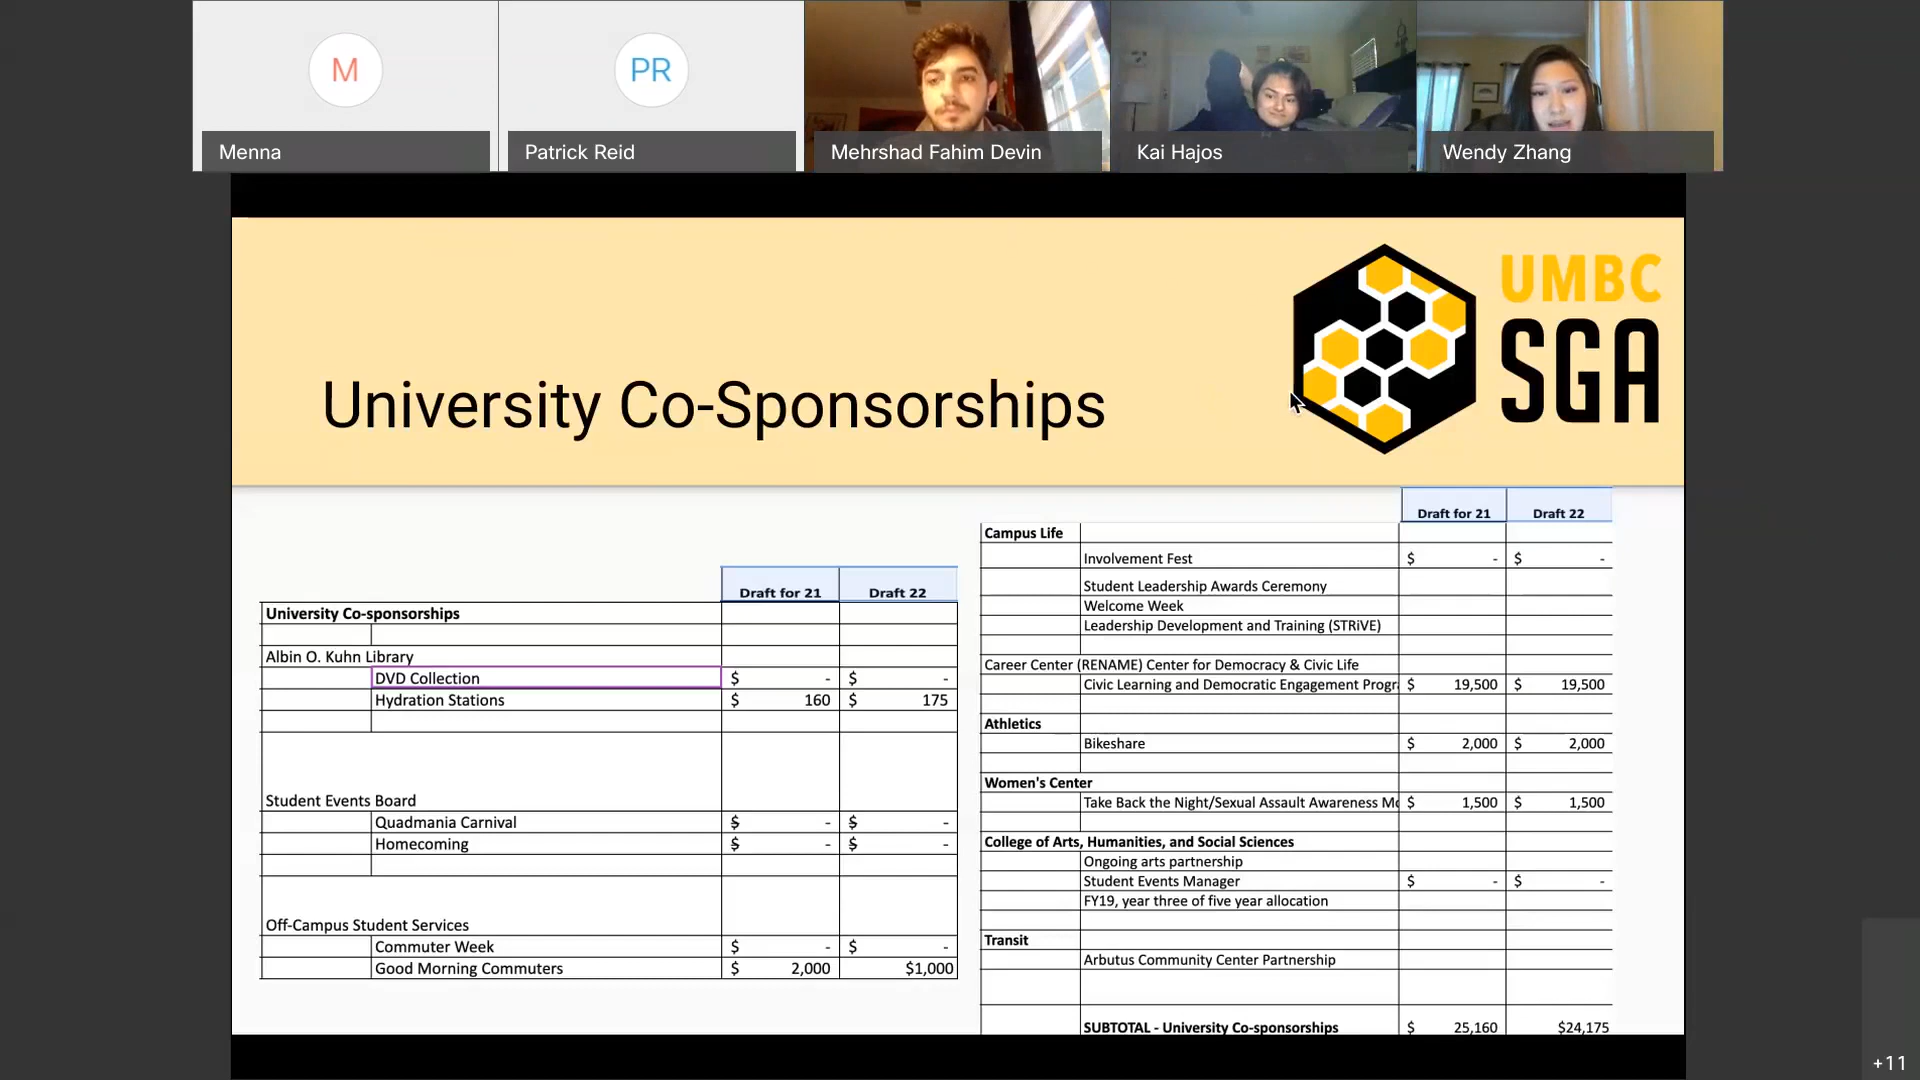 M
PR
Menna
Patrick Reid
Mehrshad Fahim Devin
Kai Hajos
Wendy Zhang
UMBC
SGA
University Co-Sponsorships
Draft for 21 Draft 22
University Co-sponsorships
Albin O. Kuhn Library
DVD Collection $ - $ -
Hydration Stations $ 160 $ 175
Student Events Board
Quadmania Carnival $ - $ -
Homecoming $ - $ -
Off-Campus Student Services
Commuter Week $ - $ -
Good Morning Commuters $ 2,000 $1,000
Draft for 21 Draft 22
Campus Life
Involvement Fest $ - $ -
Student Leadership Awards Ceremony
Welcome Week
Leadership Development and Training (STRiVE)
Career Center (RENAME) Center for Democracy & Civic Life
Civic Learning and Democratic Engagement Progr $ 19,500 $ 19,500
Athletics
Bikeshare $ 2,000 $ 2,000
Women's Center
Take Back the Night/Sexual Assault Awareness Mo $ 1,500 $ 1,500
College of Arts, Humanities, and Social Sciences
Ongoing arts partnership
Student Events Manager $ - $ -
FY19, year three of five year allocation
Transit
Arbutus Community Center Partnership
SUBTOTAL - University Co-sponsorships $ 25,160 $24,175
+11